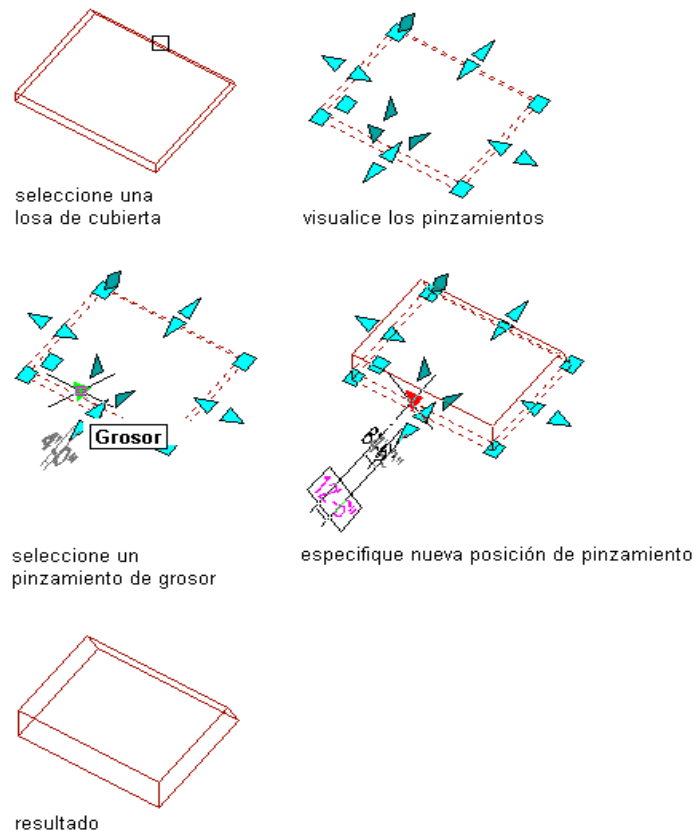 seleccione una
losa de cubierta
visualice los pinzamientos
Grosor
seleccione un
pinzamiento de grosor
especifique nueva posición de pinzamiento
resultado